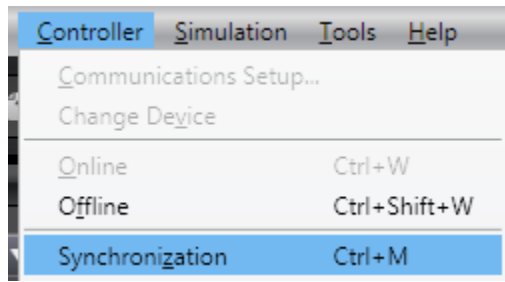 Controller Simulation Tools Help
Communications Setup...
Change Device
Online Ctrl+W
Offline Ctrl+Shift+W
Synchronization Ctrl+M